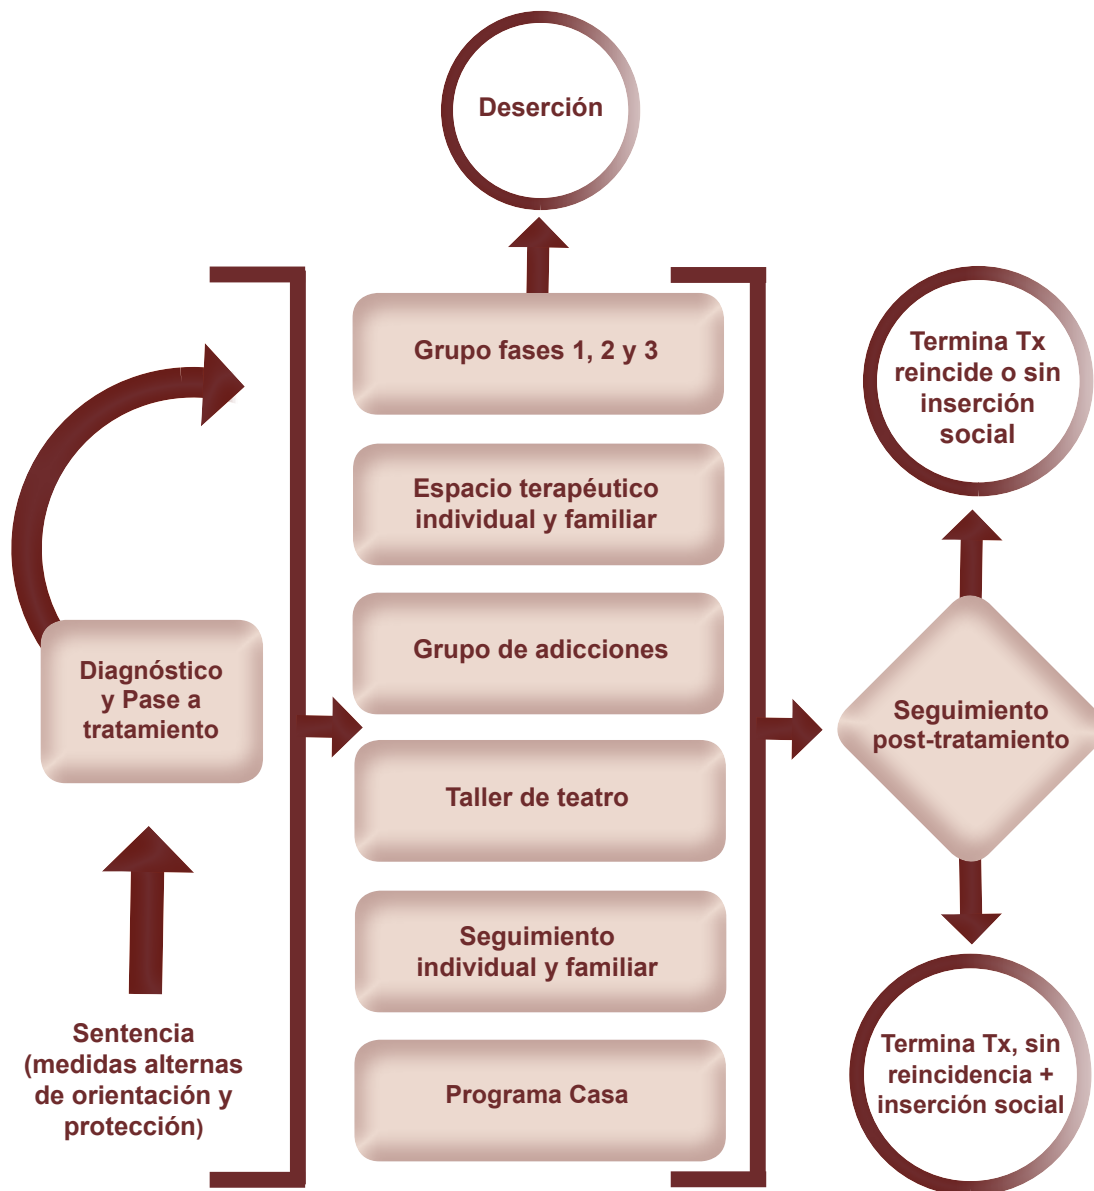 Deserción
Grupo fases 1, 2 y 3
Espacio terapéutico
individual y familiar
Grupo de adicciones
Taller de teatro
Seguimiento
individual y familiar
Programa Casa
Diagnóstico
y Pase a
tratamiento
Sentencia
(medidas alternas
de orientación y
protección)
Termina Tx
reincide o sin
inserción
social
Seguimiento
post-tratamiento
Termina Tx, sin
reincidencia +
inserción social